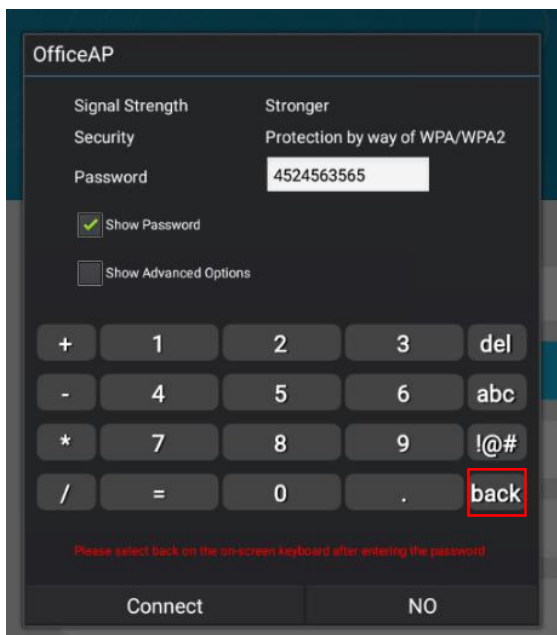 OfficeAP
Signal Strength Stronger
Security Protection by way of WPA/WPA2
Password 4524563565
Show Password
Show Advanced Options
+ 1 2 3 del
- 4 5 6 abc
* 7 8 9 !@#
/ = 0 . back
Please select back on the on-screen keyboard after entering the password
Connect NO